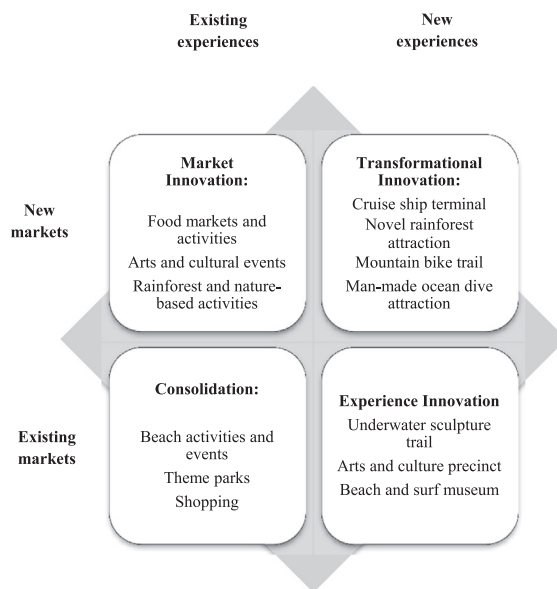 Existing
experiences
New
experiences
New
markets
Market
Innovation:
Food markets and
activities
Arts and cultural events
Rainforest and nature-
based activities
Transformational
Innovation:
Cruise ship terminal
Novel rainforest
attraction
Mountain bike trail
Man-made ocean dive
attraction
Existing
markets
Consolidation:
Beach activities and
events
Theme parks
Shopping
Experience Innovation
Underwater sculpture
trail
Arts and culture precinct
Beach and surf museum